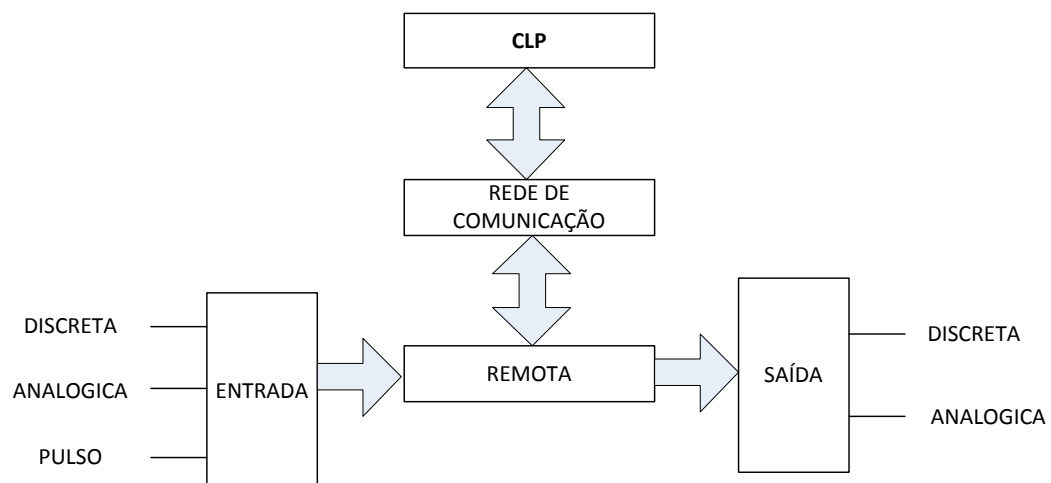 CLP
REDE DE
COMUNICAÇÃO
DISCRETA
ANALOGICA
PULSO
ENTRADA
REMOTA
SAÍDA
DISCRETA
ANALOGICA